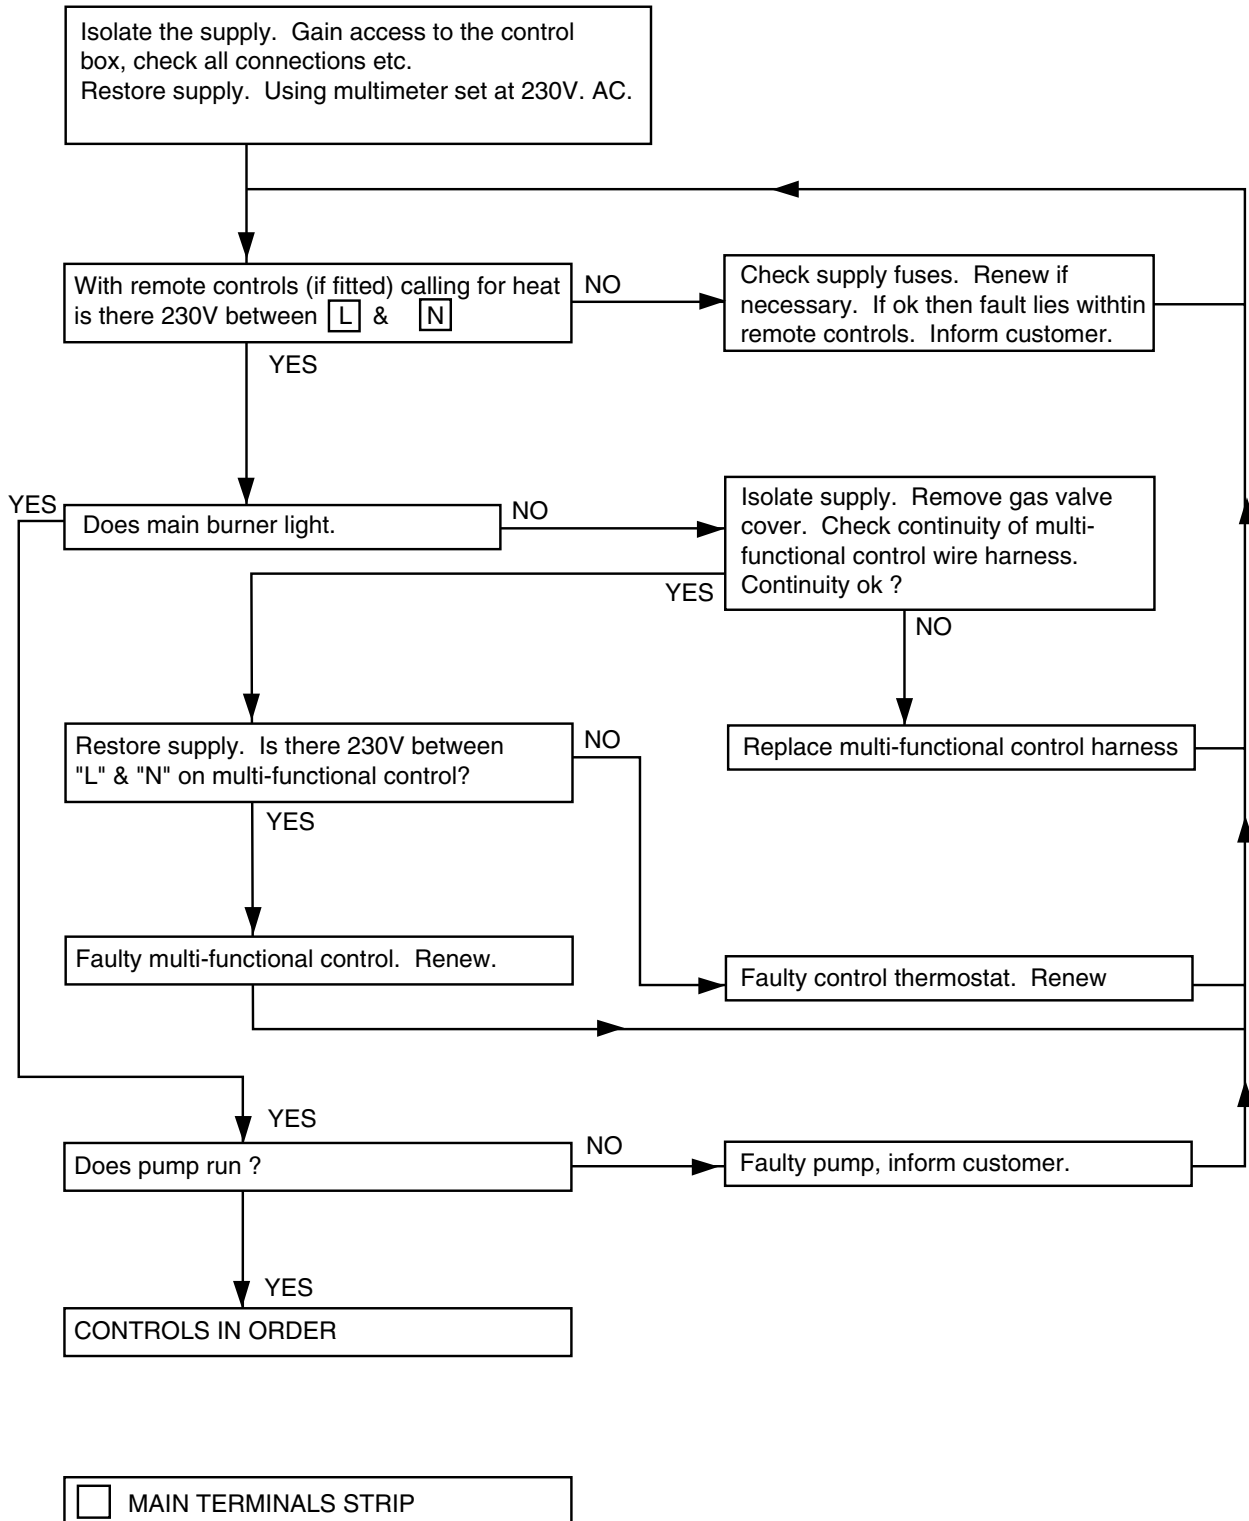 Isolate the supply. Gain access to the control
box, check all connections etc.
Restore supply. Using multimeter set at 230V. AC.
With remote controls (if fitted) calling for heat
is there 230V between L & N
NO
Check supply fuses. Renew if
necessary. If ok then fault lies withtin
remote controls. Inform customer.
YES
YES
Does main burner light.
NO
Isolate supply. Remove gas valve
cover. Check continuity of multi-
functional control wire harness.
Continuity ok ?
YES
NO
Restore supply. Is there 230V between
"L" & "N" on multi-functional control?
NO
Replace multi-functional control harness
YES
Faulty multi-functional control. Renew.
Faulty control thermostat. Renew
YES
Does pump run ?
NO
Faulty pump, inform customer.
YES
CONTROLS IN ORDER
MAIN TERMINALS STRIP